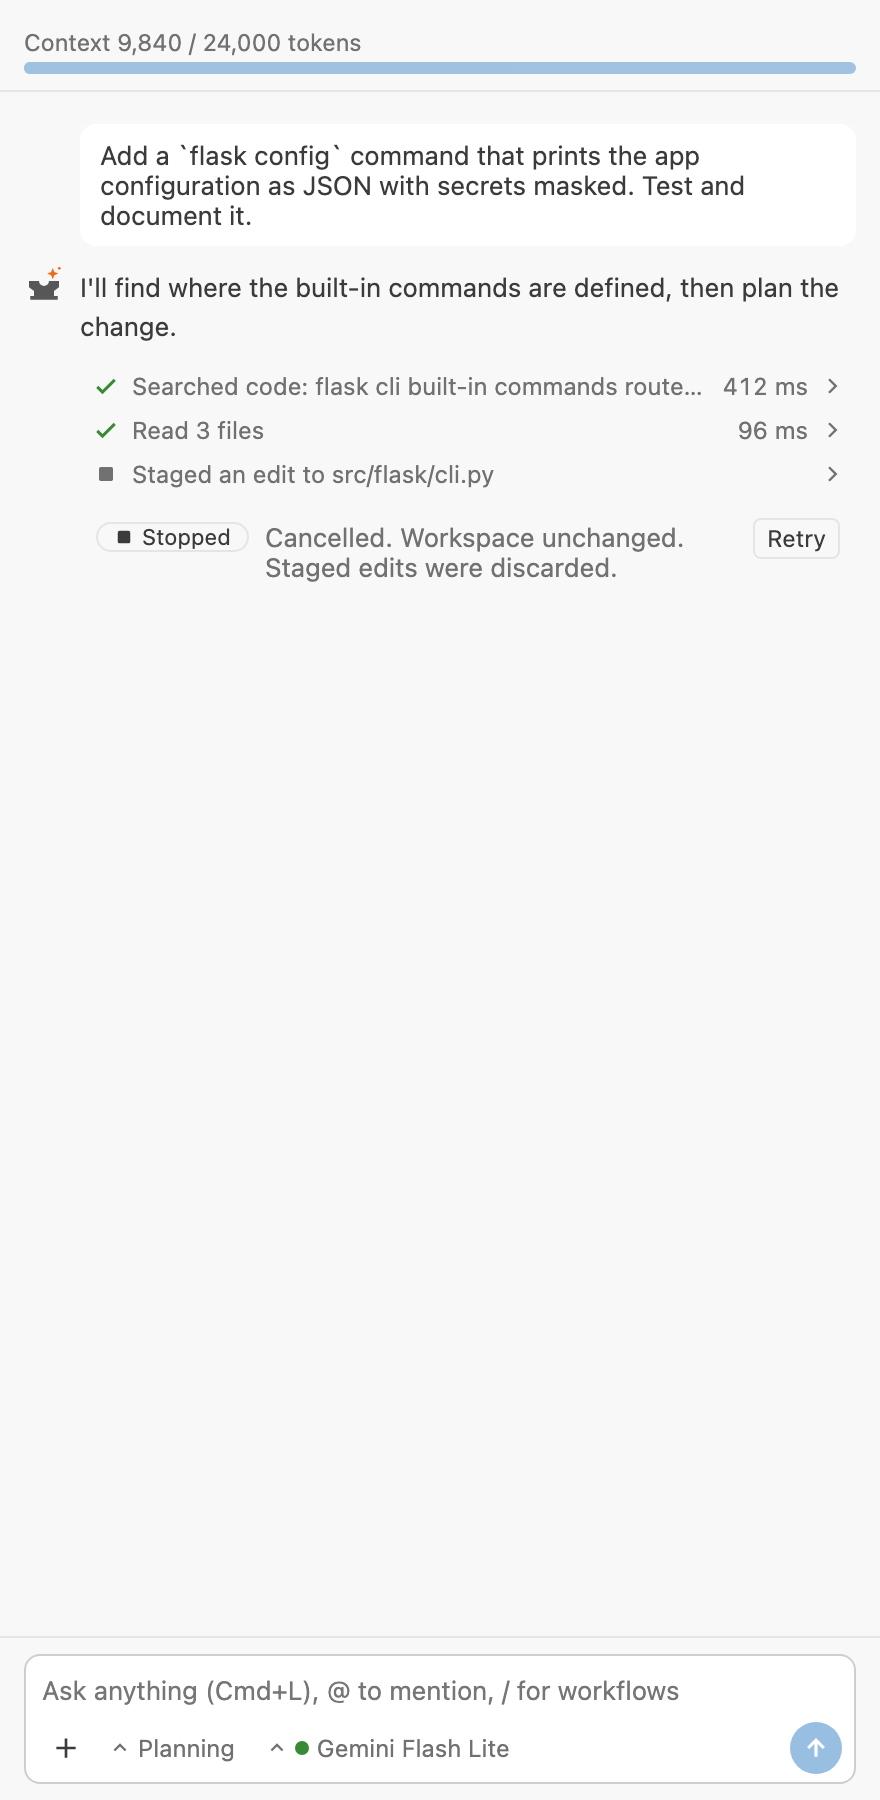 Context 9,840 / 24,000 tokens
Add a `flask config` command that prints the app
configuration as JSON with secrets masked. Test and
document it.
I'll find where the built-in commands are defined, then plan the
change.
Searched code: flask cli built-in commands route... 412 ms
Read 3 files 96 ms
Staged an edit to src/flask/cli.py
Stopped Cancelled. Workspace unchanged. Retry
Staged edits were discarded.
Ask anything (Cmd+L), @ to mention, / for workflows
Planning Gemini Flash Lite